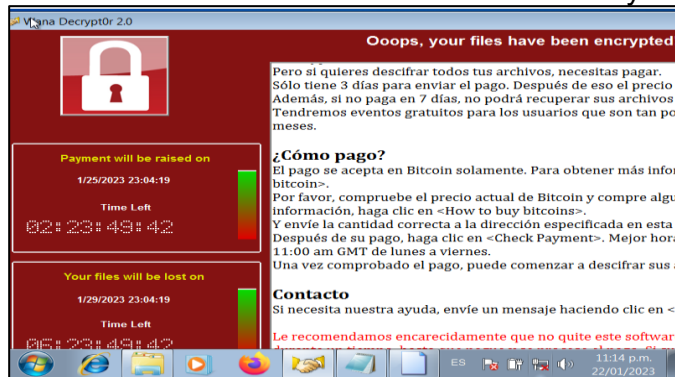 Wana Decrypt0r 2.0
Ooops, your files have been encrypted
Pero si quieres descifrar todos tus archivos, necesitas pagar.
Sólo tiene 3 días para enviar el pago. Después de eso el precio
Además, si no paga en 7 días, no podrá recuperar sus archivos
Tendremos eventos gratuitos para los usuarios que son tan
meses.
¿Cómo pago?
El pago se acepta en Bitcoin solamente. Para obtener más
bitcoin>.
Por favor, compruebe el precio actual de Bitcoin y compre
información, haga clic en <How to buy bitcoins>.
Y envíe la cantidad correcta a la dirección especificada en esta
Después de su pago, haga clic en <Check Payment>. Mejor
11:00 am GMT de lunes a viernes.
Una vez comprobado el pago, puede comenzar a descifrar sus
Contacto
Si necesita nuestra ayuda, envíe un mensaje haciendo clic en <
Le recomendamos encarecidamente que no quite este
Payment will be raised on
1/25/2023 23:04:19
Time Left
02:23:49:42
Your files will be lost on
1/29/2023 23:04:19
Time Left
06:23:49:42
ES
11:14 p.m.
22/01/2023